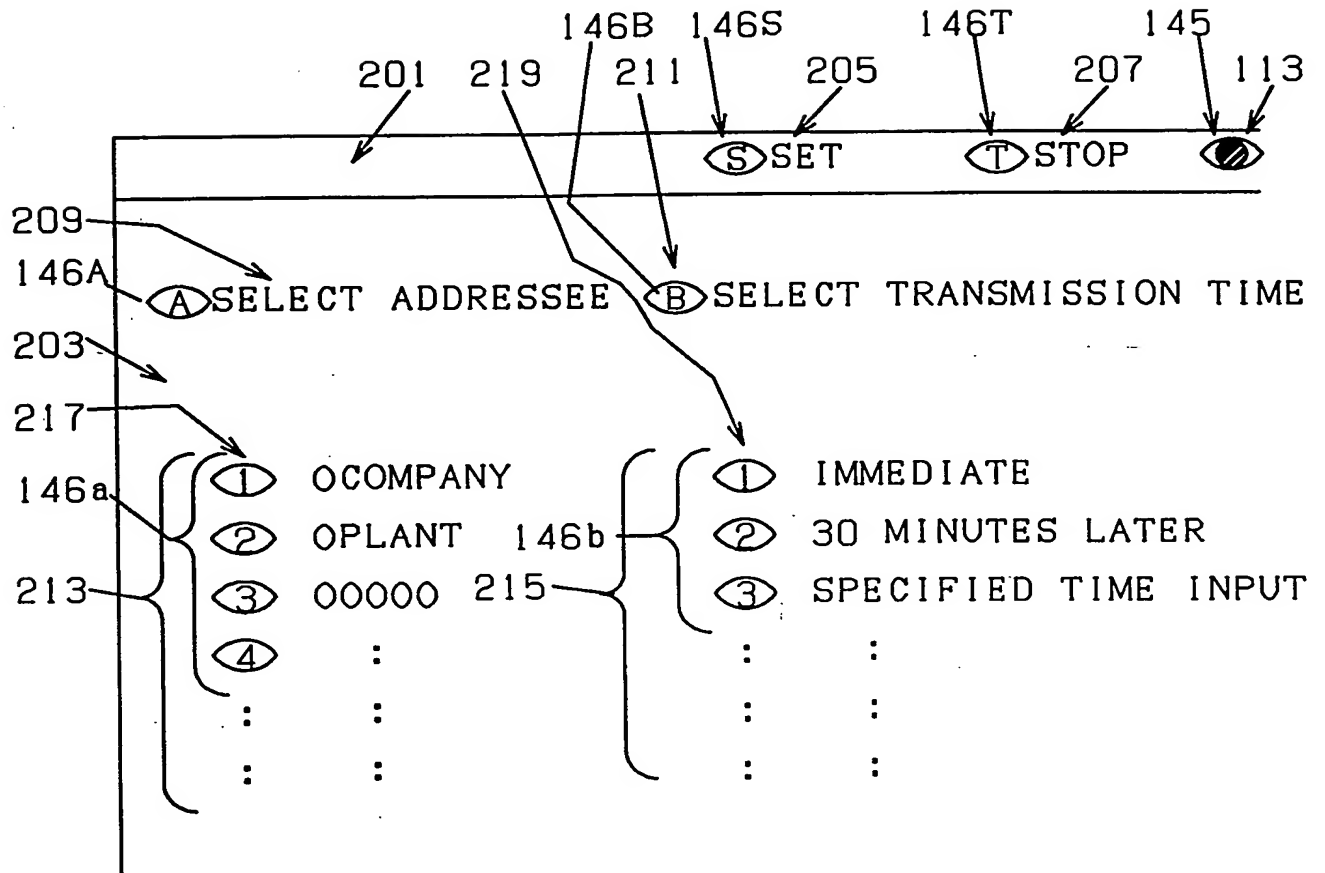 146B 146S 146T 145
201 219 211 205 207 113
S SET T STOP
209
146A
A SELECT ADDRESSEE B SELECT TRANSMISSION TIME
203
217
1 OCOMPANY 1 IMMEDIATE
146a
2 OPLANT 146b 2 30 MINUTES LATER
213 3 OOOOO 215 3 SPECIFIED TIME INPUT
4 : : :
: : : :
: : : :